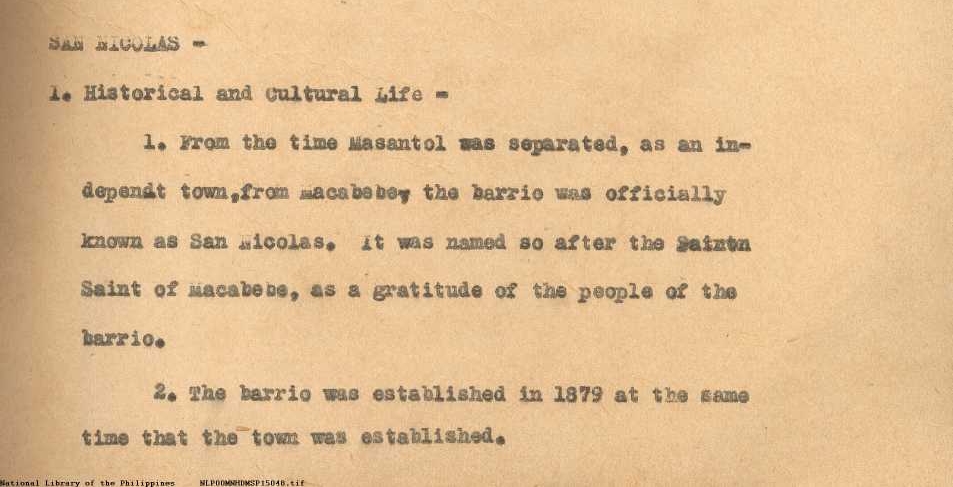 SAN NICOLAS -
1. Historical and Cultural Life -
1. From the time Masantol was separated, as an in-
dependt town,from Macabebe, the barrio was officially
known as San Nicolas. It was named so after the
Saint of Macabebe, as a gratitude of the people of the
barrio.
2. The barrio was established in 1879 at the same
time that the town was established.
National Library of the Philippines NLPOOMNHDMSP15040.tif